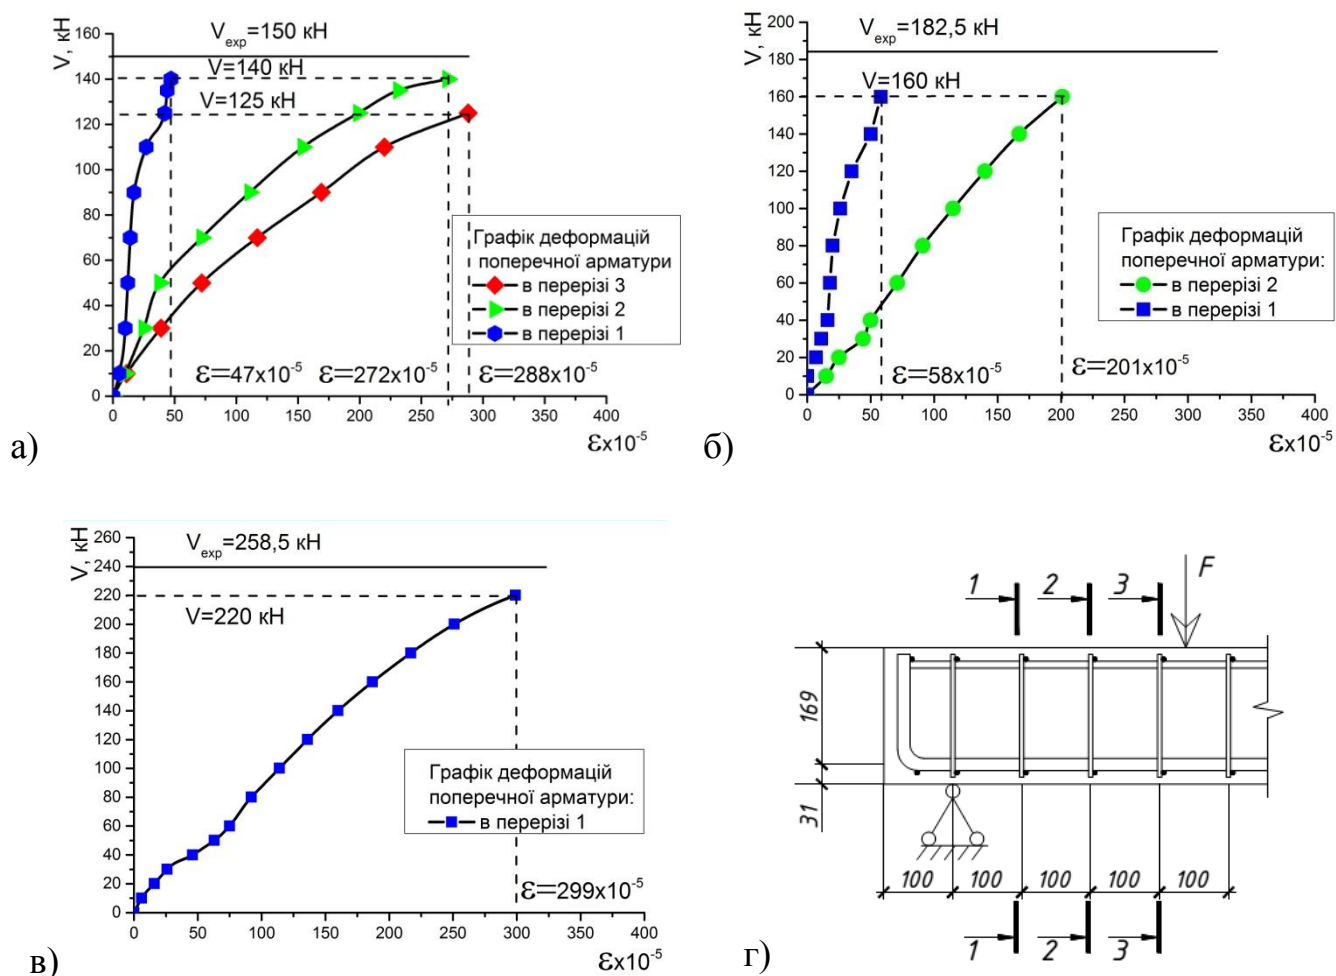 V, кН
160
140
120
100
80
60
40
20
0
V_exp=150 кН
V=140 кН
V=125 кН
Графік деформацій
поперечної арматури
в перерізі 3
в перерізі 2
в перерізі 1
ε=47x10⁻⁵ ε=272x10⁻⁵ ε=288x10⁻⁵
0 50 100 150 200 250 300 350 400
εx10⁻⁵
а)
V, кН
200
180
160
140
120
100
80
60
40
20
0
V_exp=182,5 кН
V=160 кН
Графік деформацій
поперечної арматури:
в перерізі 2
в перерізі 1
ε=58x10⁻⁵ ε=201x10⁻⁵
0 50 100 150 200 250 300 350 400
εx10⁻⁵
б)
V, кН
260
240
220
200
180
160
140
120
100
80
60
40
20
0
V_exp=258,5 кН
V=220 кН
Графік деформацій
поперечної арматури:
в перерізі 1
ε=299x10⁻⁵
0 50 100 150 200 250 300 350 400
εx10⁻⁵
в)
1 2 3 F
169
31
100 100 100 100 100
1 2 3
г)